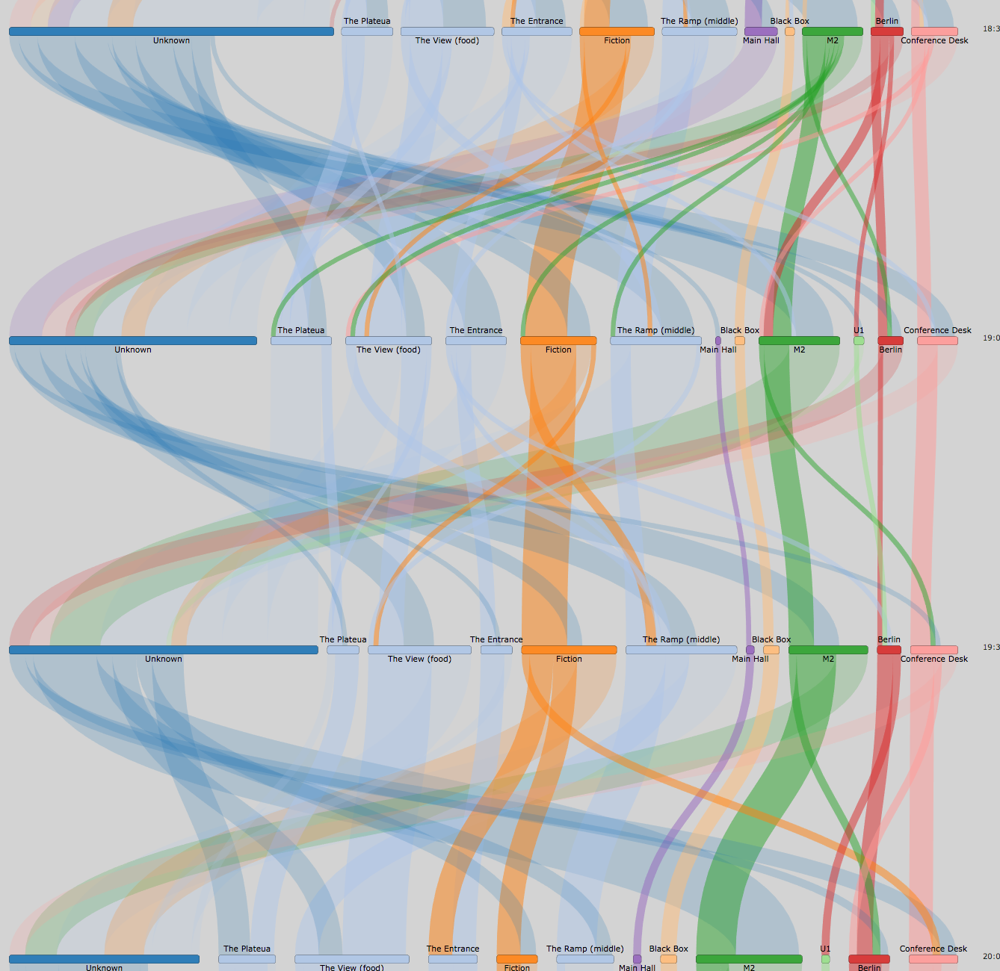 The Plateua The Entrance The Ramp (middle) Black Box Berlin
18:3
Unknown The View (food) Fiction Main Hall M2 Conference Desk
The Plateua The Entrance The Ramp (middle) Black Box U1 Conference Desk
19:0
Unknown The View (food) Fiction Main Hall M2 Berlin
The Plateua The Entrance The Ramp (middle) Black Box Berlin
19:3
Unknown The View (food) Fiction Main Hall M2 Conference Desk
The Plateua The Entrance The Ramp (middle) Black Box U1 Conference Desk
20:0
Unknown The View (food) Fiction Main Hall M2 Berlin